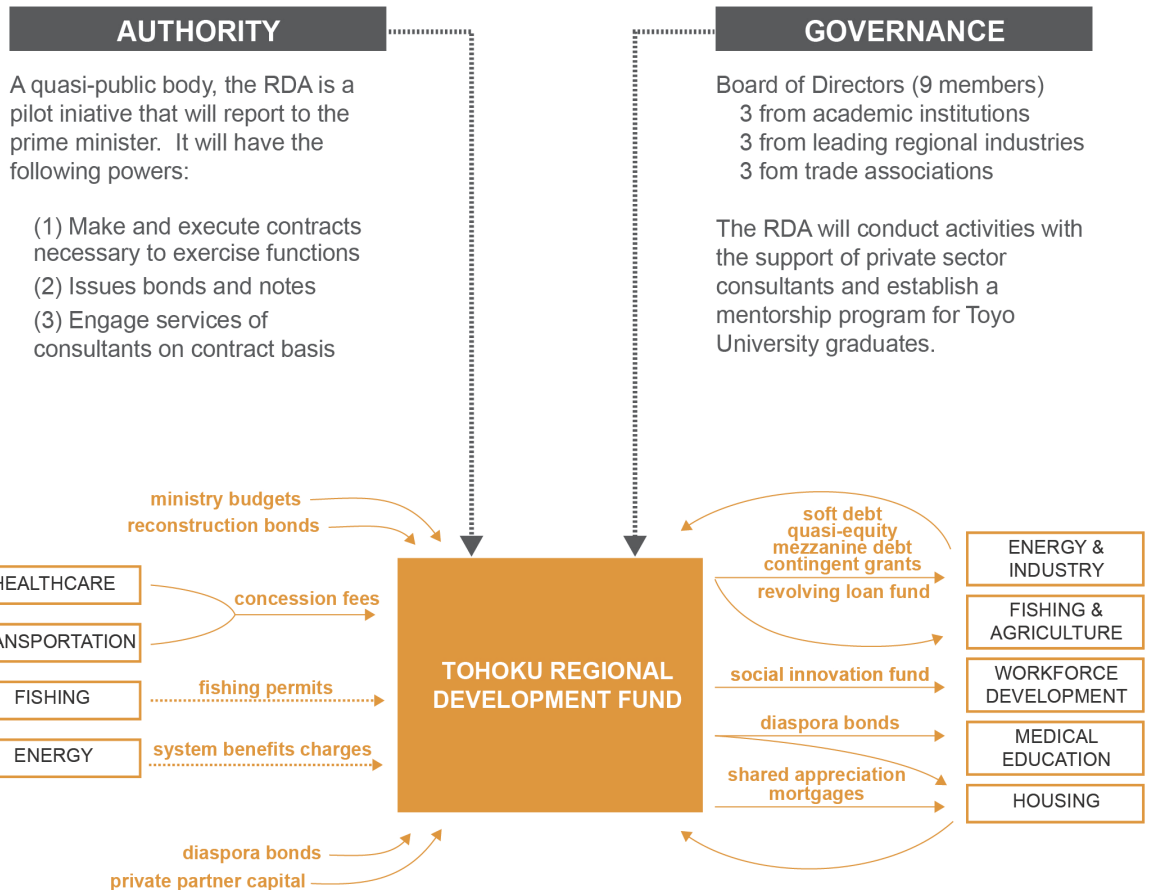 AUTHORITY
A quasi-public body, the RDA is a
pilot iniative that will report to the
prime minister.  It will have the
following powers:
(1) Make and execute contracts
necessary to exercise functions
(2) Issues bonds and notes
(3) Engage services of
consultants on contract basis
GOVERNANCE
Board of Directors (9 members)
3 from academic institutions
3 from leading regional industries
3 fom trade associations
The RDA will conduct activities with
the support of private sector
consultants and establish a
mentorship program for Toyo
University graduates.
ministry budgets
reconstruction bonds
HEALTHCARE
concession fees
ANSPORTATION
FISHING
fishing permits
ENERGY
system benefits charges
diaspora bonds
private partner capital
TOHOKU REGIONAL
DEVELOPMENT FUND
soft debt
quasi-equity
mezzanine debt
contingent grants
revolving loan fund
social innovation fund
diaspora bonds
shared appreciation
mortgages
ENERGY &
INDUSTRY
FISHING &
AGRICULTURE
WORKFORCE
DEVELOPMENT
MEDICAL
EDUCATION
HOUSING